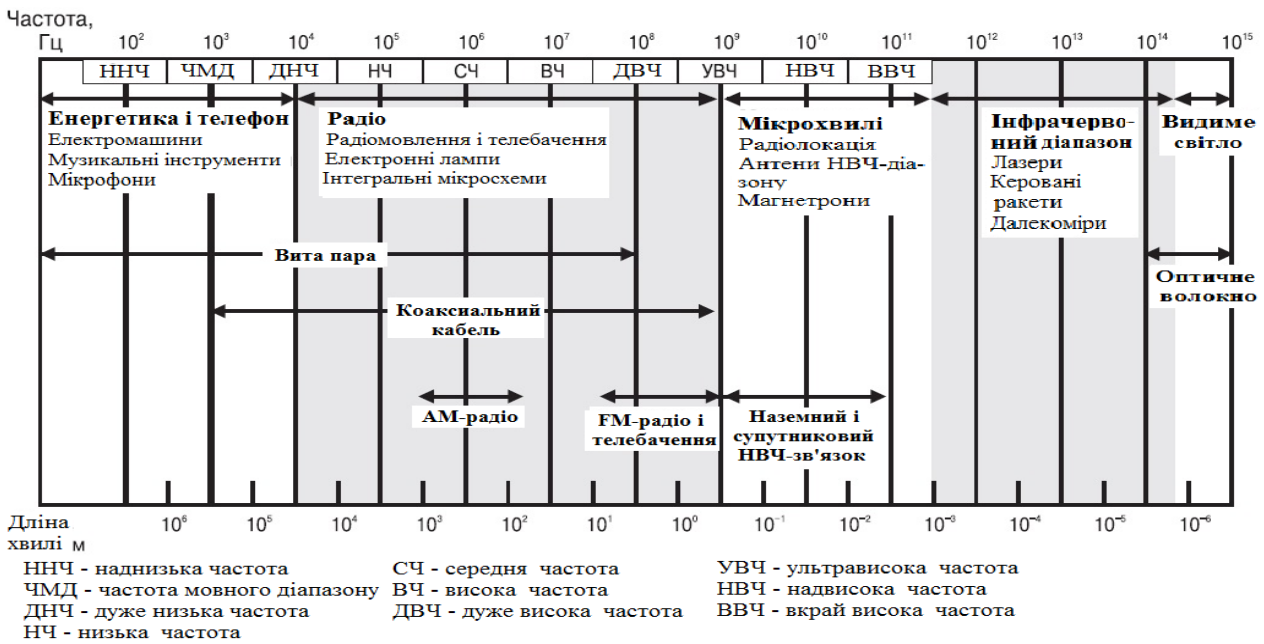 Частота,
Гц 10² 10³ 10⁴ 10⁵ 10⁶ 10⁷ 10⁸ 10⁹ 10¹⁰ 10¹¹ 10¹² 10¹³ 10¹⁴ 10¹⁵
ННЧ ЧМД ДНЧ НЧ СЧ ВЧ ДВЧ УВЧ НВЧ ВВЧ
Енергетика і телефон
Електромашини
Музикальні інструменти
Мікрофони
Радіо
Радіомовлення і телебачення
Електронні лампи
Інтегральні мікросхеми
Мікрохвилі
Радіолокація
Антени НВЧ-діа-
зону
Магнетрони
Інфрачерво-
ний діапазон
Лазери
Керовані
ракети
Далекоміри
Видиме
світло
Вита пара
Оптичне
волокно
Коаксиальний
кабель
АМ-радіо
FM-радіо і
телебачення
Наземний і
супутниковий
НВЧ-зв'язок
Дліна
хвилі м
10⁶ 10⁵ 10⁴ 10³ 10² 10¹ 10⁰ 10⁻¹ 10⁻² 10⁻³ 10⁻⁴ 10⁻⁵ 10⁻⁶
ННЧ - наднизька частота
ЧМД - частота мовного діапазону
ДНЧ - дуже низька частота
НЧ - низька частота
СЧ - середня частота
ВЧ - висока частота
ДВЧ - дуже висока частота
УВЧ - ультрависока частота
НВЧ - надвисока частота
ВВЧ - вкрай висока частота